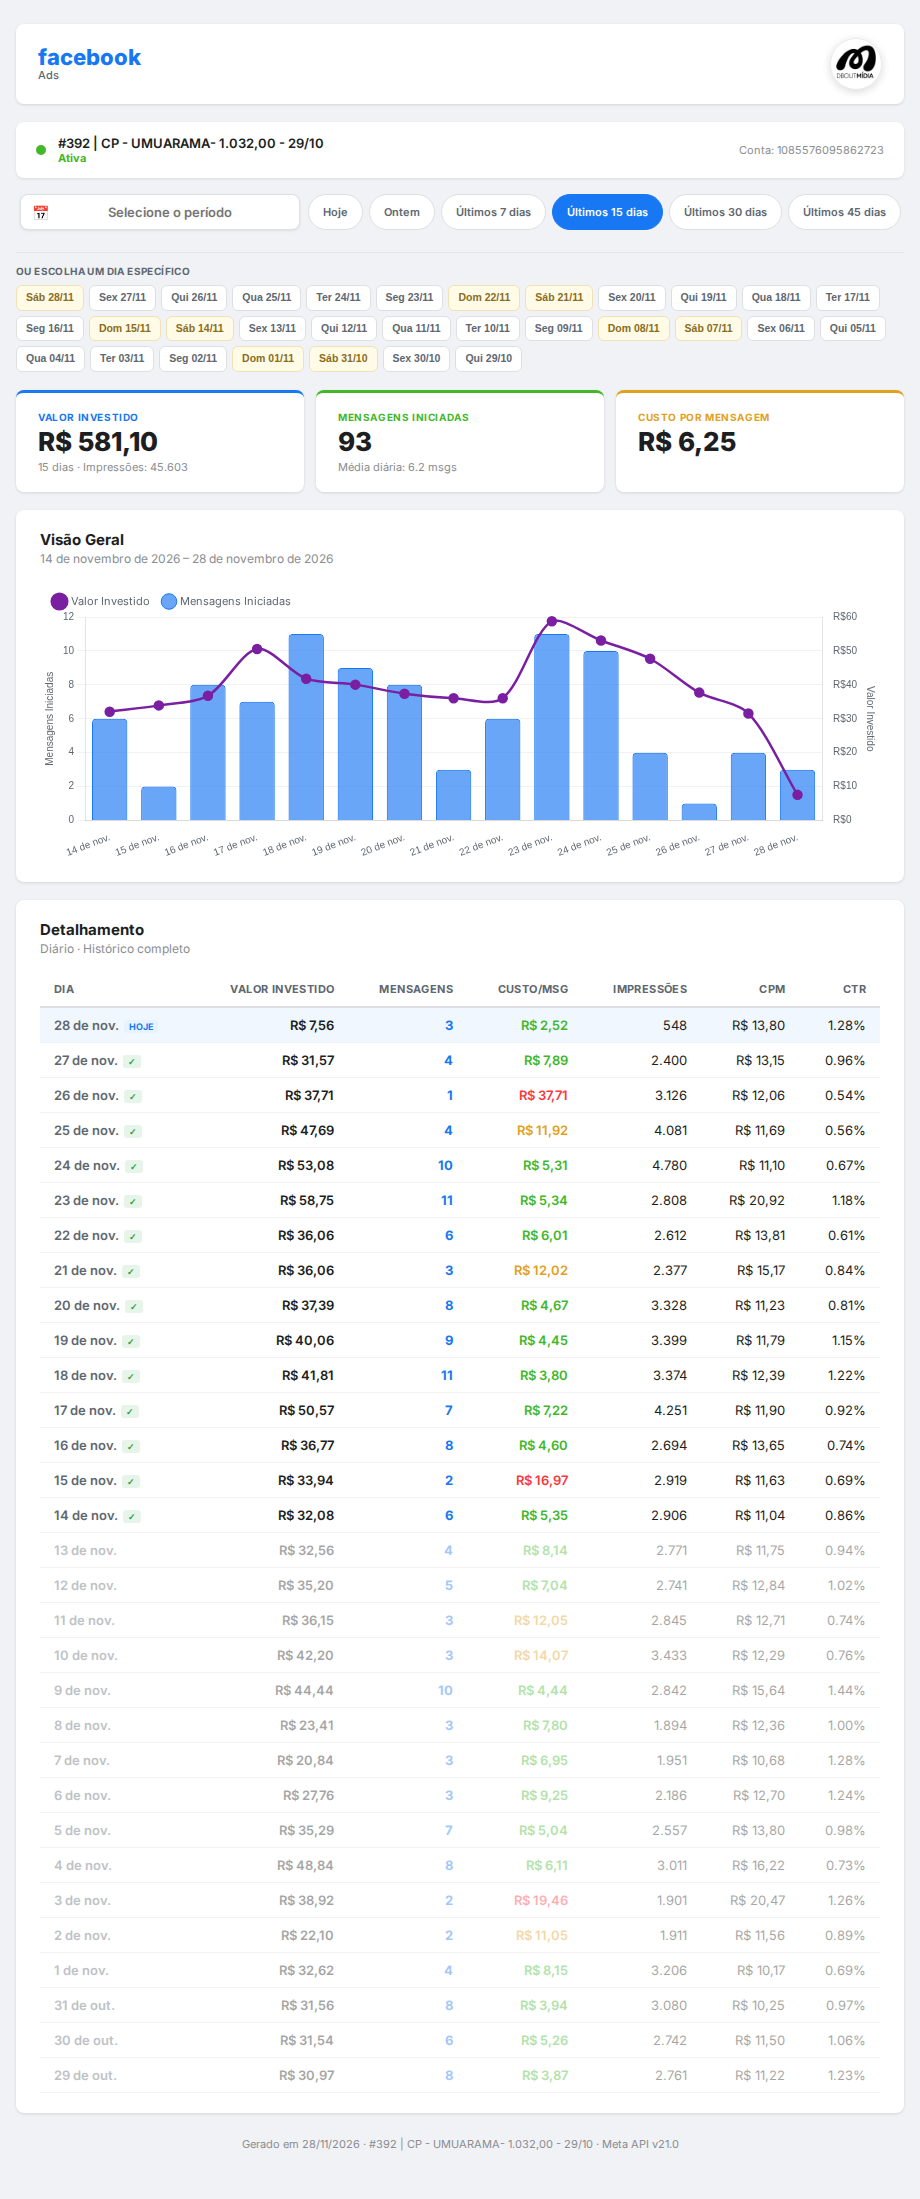 facebook
Ads
DBOUTMÍDIA
#392 | CP - UMUARAMA- 1.032,00 - 29/10
Ativa
Conta: 1085576095862723
Selecione o período
Hoje
Ontem
Últimos 7 dias
Últimos 15 dias
Últimos 30 dias
Últimos 45 dias
OU ESCOLHA UM DIA ESPECÍFICO
Sáb 28/11 Sex 27/11 Qui 26/11 Qua 25/11 Ter 24/11 Seg 23/11 Dom 22/11 Sáb 21/11 Sex 20/11 Qui 19/11 Qua 18/11 Ter 17/11
Seg 16/11 Dom 15/11 Sáb 14/11 Sex 13/11 Qui 12/11 Qua 11/11 Ter 10/11 Seg 09/11 Dom 08/11 Sáb 07/11 Sex 06/11 Qui 05/11
Qua 04/11 Ter 03/11 Seg 02/11 Dom 01/11 Sáb 31/10 Sex 30/10 Qui 29/10
VALOR INVESTIDO
R$ 581,10
15 dias · Impressões: 45.603
MENSAGENS INICIADAS
93
Média diária: 6.2 msgs
CUSTO POR MENSAGEM
R$ 6,25
Visão Geral
14 de novembro de 2026 – 28 de novembro de 2026
Valor Investido Mensagens Iniciadas
Mensagens Iniciadas
12
10
8
6
4
2
0
R$60
R$50
R$40
R$30
R$20
R$10
R$0
Valor Investido
14 de nov. 15 de nov. 16 de nov. 17 de nov. 18 de nov. 19 de nov. 20 de nov. 21 de nov. 22 de nov. 23 de nov. 24 de nov. 25 de nov. 26 de nov. 27 de nov. 28 de nov.
Detalhamento
Diário · Histórico completo
DIA VALOR INVESTIDO MENSAGENS CUSTO/MSG IMPRESSÕES CPM CTR
28 de nov. HOJE R$ 7,56 3 R$ 2,52 548 R$ 13,80 1.28%
27 de nov. ✓ R$ 31,57 4 R$ 7,89 2.400 R$ 13,15 0.96%
26 de nov. ✓ R$ 37,71 1 R$ 37,71 3.126 R$ 12,06 0.54%
25 de nov. ✓ R$ 47,69 4 R$ 11,92 4.081 R$ 11,69 0.56%
24 de nov. ✓ R$ 53,08 10 R$ 5,31 4.780 R$ 11,10 0.67%
23 de nov. ✓ R$ 58,75 11 R$ 5,34 2.808 R$ 20,92 1.18%
22 de nov. ✓ R$ 36,06 6 R$ 6,01 2.612 R$ 13,81 0.61%
21 de nov. ✓ R$ 36,06 3 R$ 12,02 2.377 R$ 15,17 0.84%
20 de nov. ✓ R$ 37,39 8 R$ 4,67 3.328 R$ 11,23 0.81%
19 de nov. ✓ R$ 40,06 9 R$ 4,45 3.399 R$ 11,79 1.15%
18 de nov. ✓ R$ 41,81 11 R$ 3,80 3.374 R$ 12,39 1.22%
17 de nov. ✓ R$ 50,57 7 R$ 7,22 4.251 R$ 11,90 0.92%
16 de nov. ✓ R$ 36,77 8 R$ 4,60 2.694 R$ 13,65 0.74%
15 de nov. ✓ R$ 33,94 2 R$ 16,97 2.919 R$ 11,63 0.69%
14 de nov. ✓ R$ 32,08 6 R$ 5,35 2.906 R$ 11,04 0.86%
13 de nov. R$ 32,56 4 R$ 8,14 2.771 R$ 11,75 0.94%
12 de nov. R$ 35,20 5 R$ 7,04 2.741 R$ 12,84 1.02%
11 de nov. R$ 36,15 3 R$ 12,05 2.845 R$ 12,71 0.74%
10 de nov. R$ 42,20 3 R$ 14,07 3.433 R$ 12,29 0.76%
9 de nov. R$ 44,44 10 R$ 4,44 2.842 R$ 15,64 1.44%
8 de nov. R$ 23,41 3 R$ 7,80 1.894 R$ 12,36 1.00%
7 de nov. R$ 20,84 3 R$ 6,95 1.951 R$ 10,68 1.28%
6 de nov. R$ 27,76 3 R$ 9,25 2.186 R$ 12,70 1.24%
5 de nov. R$ 35,29 7 R$ 5,04 2.557 R$ 13,80 0.98%
4 de nov. R$ 48,84 8 R$ 6,11 3.011 R$ 16,22 0.73%
3 de nov. R$ 38,92 2 R$ 19,46 1.901 R$ 20,47 1.26%
2 de nov. R$ 22,10 2 R$ 11,05 1.911 R$ 11,56 0.89%
1 de nov. R$ 32,62 4 R$ 8,15 3.206 R$ 10,17 0.69%
31 de out. R$ 31,56 8 R$ 3,94 3.080 R$ 10,25 0.97%
30 de out. R$ 31,54 6 R$ 5,26 2.742 R$ 11,50 1.06%
29 de out. R$ 30,97 8 R$ 3,87 2.761 R$ 11,22 1.23%
Gerado em 28/11/2026 · #392 | CP - UMUARAMA- 1.032,00 - 29/10 · Meta API v21.0